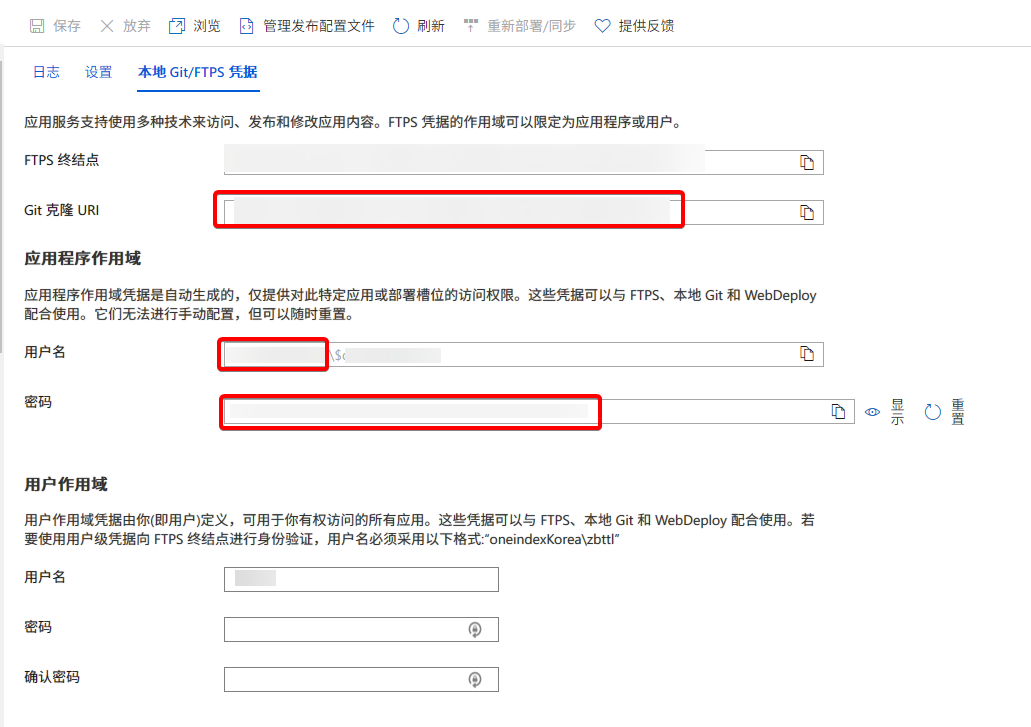 保存 放弃 浏览 管理发布配置文件 刷新 重新部署/同步 提供反馈
日志 设置 本地 Git/FTPS 凭据
应用服务支持使用多种技术来访问、发布和修改应用内容。FTPS 凭据的作用域可以限定为应用程序或用户。
FTPS 终结点
Git 克隆 URI
应用程序作用域
应用程序作用域凭据是自动生成的，仅提供对此特定应用或部署槽位的访问权限。这些凭据可以与 FTPS、本地 Git 和 WebDeploy
配合使用。它们无法进行手动配置，但可以随时重置。
用户名 \$
密码 显示 重置
用户作用域
用户作用域凭据由你(即用户)定义，可用于你有权访问的所有应用。这些凭据可以与 FTPS、本地 Git 和 WebDeploy 配合使用。若
要使用用户级凭据向 FTPS 终结点进行身份验证，用户名必须采用以下格式:“oneindexKorea\zbttl”
用户名
密码
确认密码